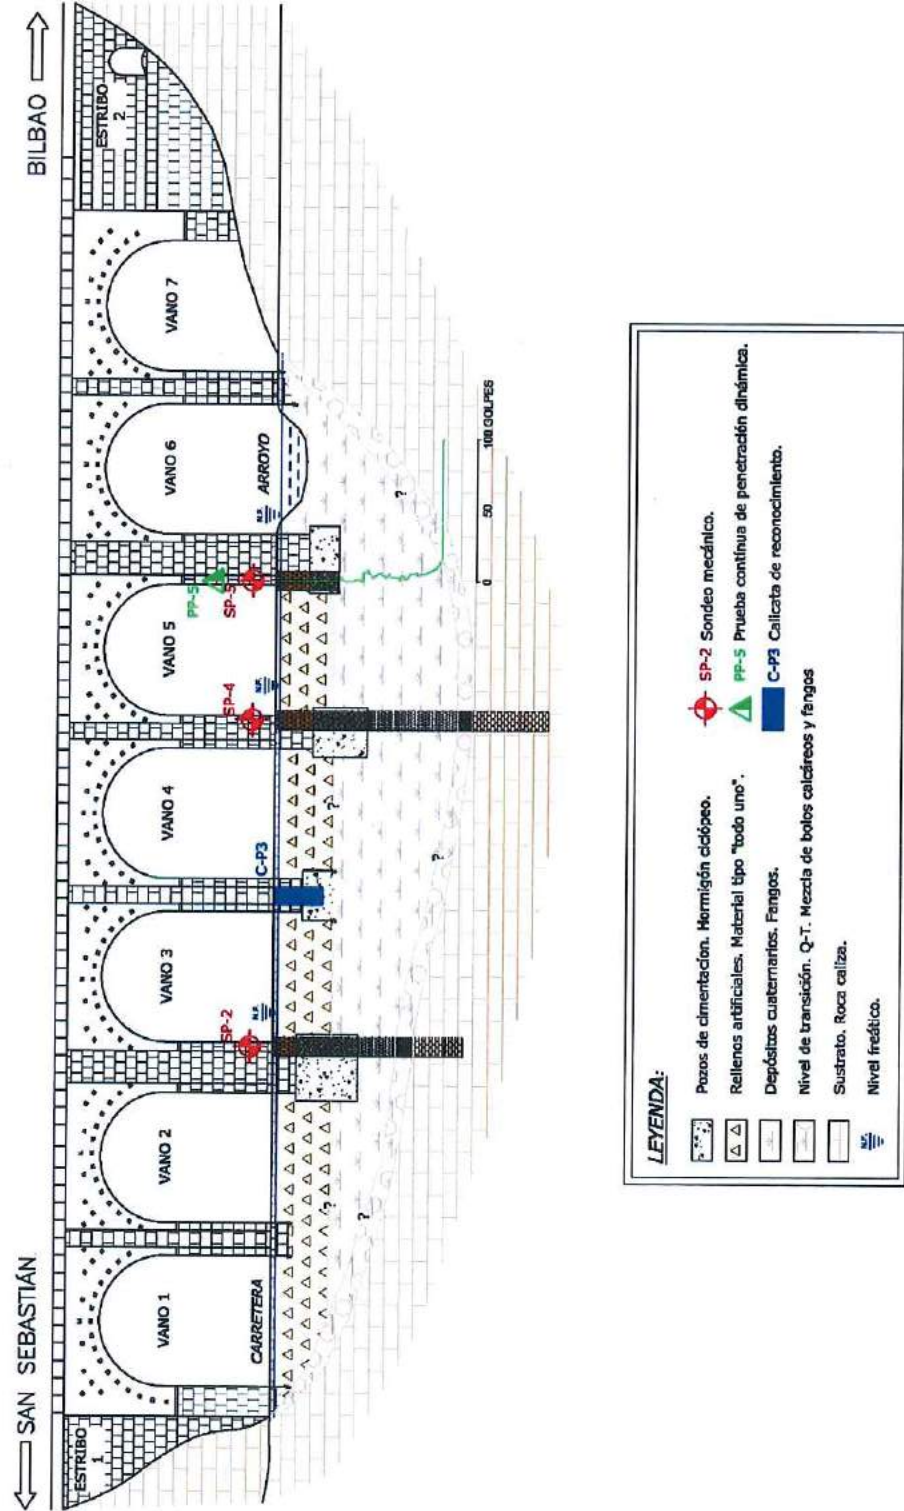 SAN SEBASTIÁN
BILBAO
ESTRIBO
1
VANO 1
VANO 2
VANO 3
VANO 4
VANO 5
VANO 6
VANO 7
ESTRIBO
2
CARRETERA
SP-2
N.F.
C-P3
SP-4
N.F.
PP-5
SP-5
N.F.
ARROYO
?
?
?
?
?
0
50
100 GOLPES
LEYENDA:
Pozos de cimentación. Hormigón ciclópeo.
Rellenos artificiales. Material tipo "todo uno".
Depósitos cuaternarios. Fangos.
Nivel de transición. Q-T. Mezcla de bolos calcáreos y fangos
Sustrato. Roca caliza.
N.F.
Nivel freático.
SP-2 Sondeo mecánico.
PP-5 Prueba contínua de penetración dinámica.
C-P3 Calicata de reconocimiento.